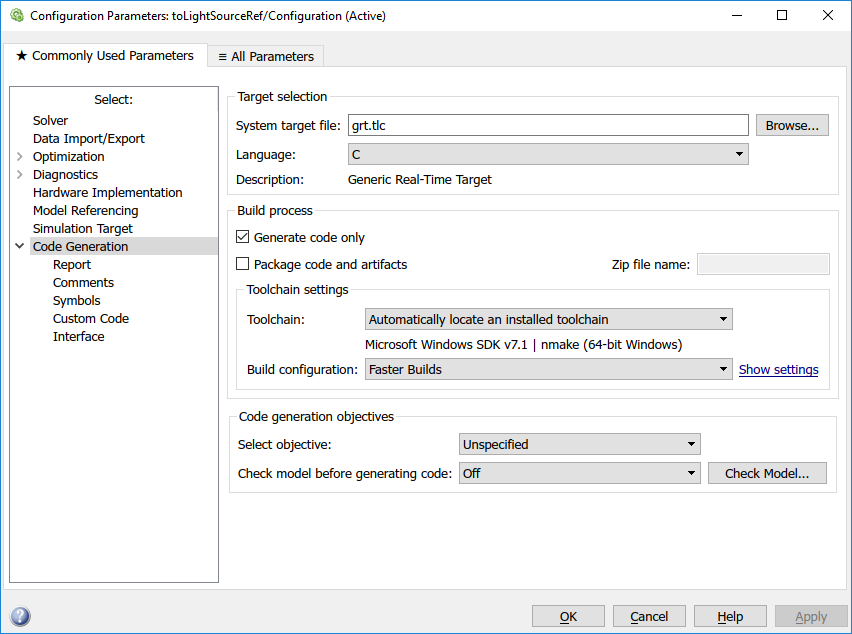 Configuration Parameters: toLightSourceRef/Configuration (Active)
★ Commonly Used Parameters
≡ All Parameters
Select:
Solver
Data Import/Export
Optimization
Diagnostics
Hardware Implementation
Model Referencing
Simulation Target
Code Generation
Report
Comments
Symbols
Custom Code
Interface
Target selection
System target file: grt.tlc Browse...
Language: C
Description: Generic Real-Time Target
Build process
Generate code only
Package code and artifacts Zip file name:
Toolchain settings
Toolchain: Automatically locate an installed toolchain
Microsoft Windows SDK v7.1 | nmake (64-bit Windows)
Build configuration: Faster Builds Show settings
Code generation objectives
Select objective: Unspecified
Check model before generating code: Off Check Model...
? OK Cancel Help Apply